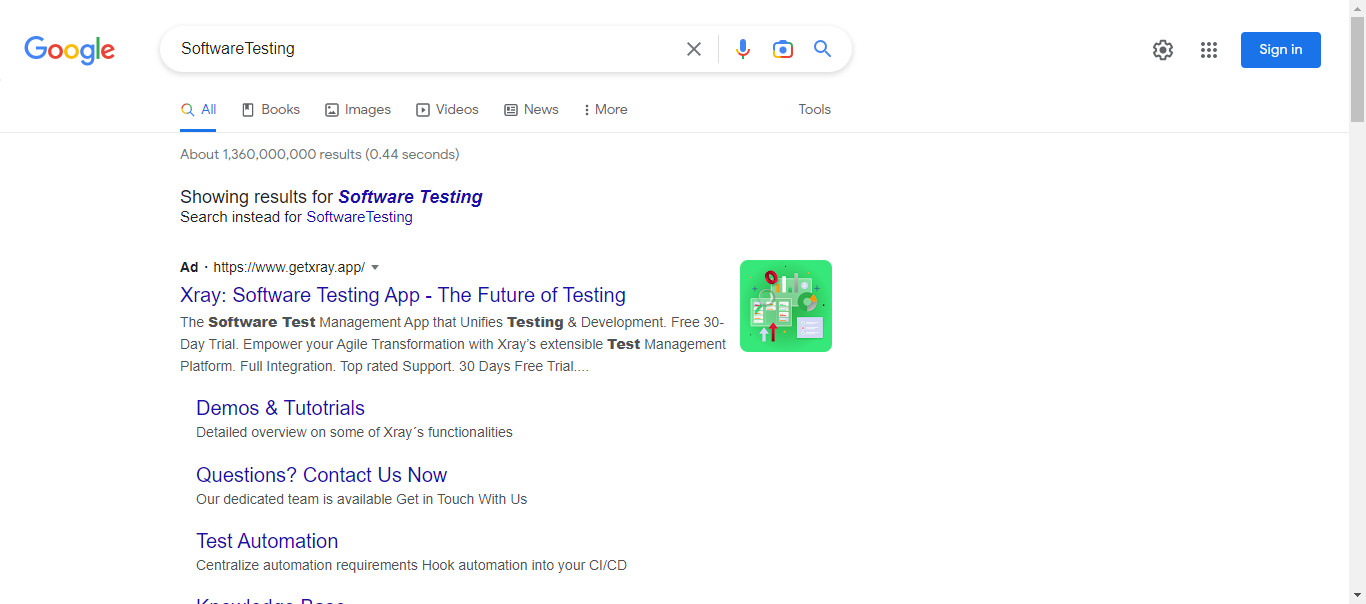 Google
SoftwareTesting
Sign in
All
Books
Images
Videos
News
More
Tools
About 1,360,000,000 results (0.44 seconds)
Showing results for Software Testing
Search instead for SoftwareTesting
Ad · https://www.getxray.app/
Xray: Software Testing App - The Future of Testing
The Software Test Management App that Unifies Testing & Development. Free 30-
Day Trial. Empower your Agile Transformation with Xray’s extensible Test Management
Platform. Full Integration. Top rated Support. 30 Days Free Trial....
Demos & Tutotrials
Detailed overview on some of Xray´s functionalities
Questions? Contact Us Now
Our dedicated team is available Get in Touch With Us
Test Automation
Centralize automation requirements Hook automation into your CI/CD
Knowledge Base